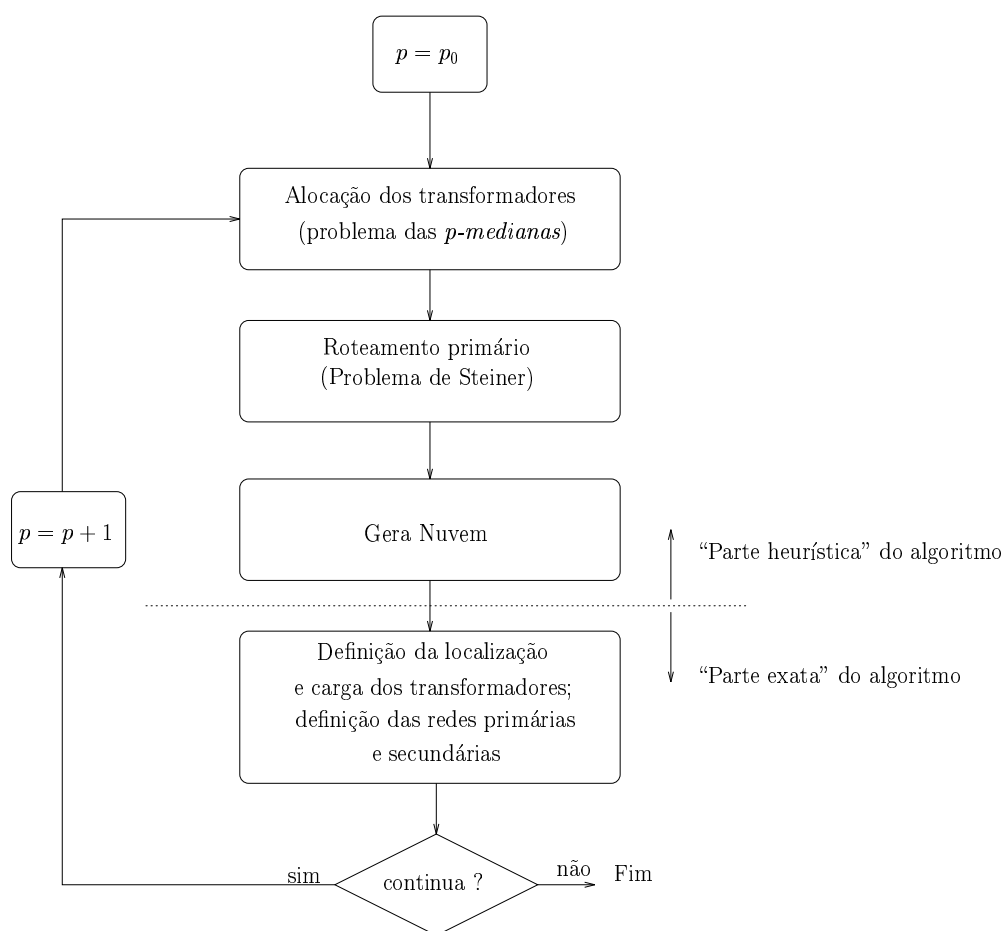 p = p₀
Alocação dos transformadores
(problema das p-medianas)
Roteamento primário
(Problema de Steiner)
p = p + 1
Gera Nuvem
“Parte heurística” do algoritmo
Definição da localização
e carga dos transformadores;
definição das redes primárias
e secundárias
“Parte exata” do algoritmo
sim
continua ?
não
Fim